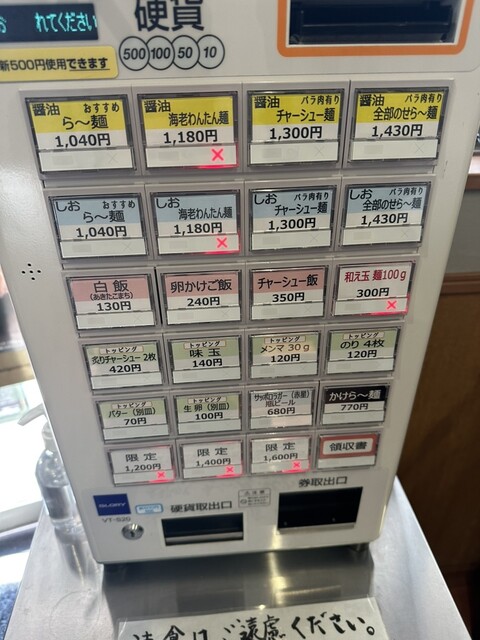 れてください
硬貨
新500円使用できます
500 100 50 10
醤油 おすすめ
ら〜麺
1,040円
醤油
海老わんたん麺
1,180円
醤油 バラ肉有り
チャーシュー麺
1,300円
醤油 バラ肉有り
全部のせら〜麺
1,430円
しお おすすめ
ら〜麺
1,040円
しお
海老わんたん麺
1,180円
しお バラ肉有り
チャーシュー麺
1,300円
しお バラ肉有り
全部のせら〜麺
1,430円
白飯
(あきたこまち)
130円
卵かけご飯
240円
チャーシュー飯
350円
和え玉 麺100g
300円
トッピング
炙りチャーシュー 2枚
420円
トッピング
味玉
140円
トッピング
メンマ 30g
120円
トッピング
のり 4枚
120円
トッピング
バター (別皿)
70円
トッピング
生卵 (別皿)
100円
サッポロラガー (赤星)
680円
かけら〜麺
770円
限定
1,200円
限定
1,400円
限定
1,600円
領収書
GLORY
VT-S20
硬貨取出口
券取出口
ご遠慮ください。